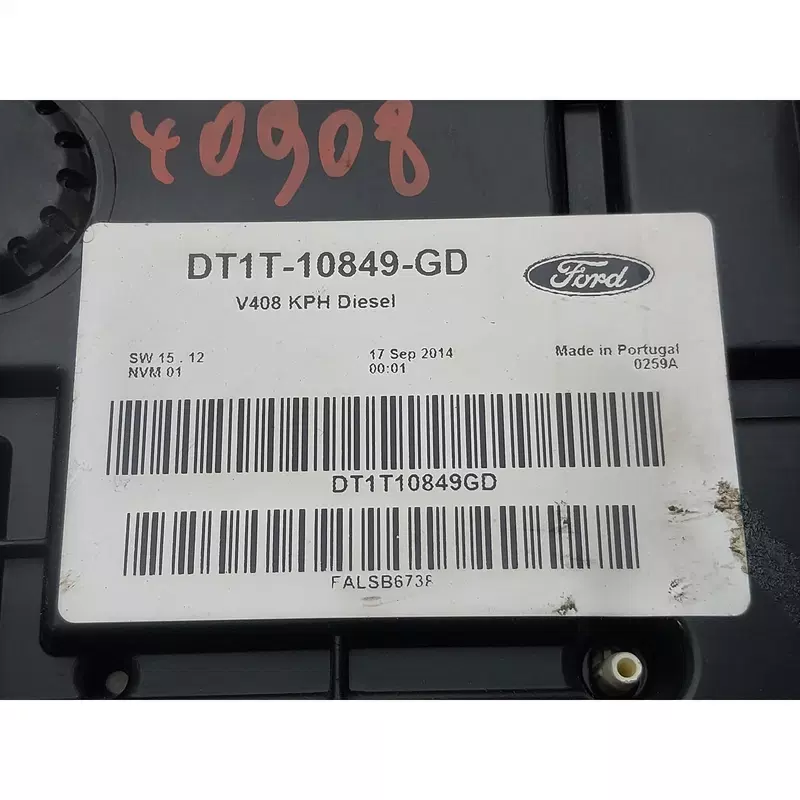 40908
DT1T-10849-GD
Ford
V408 KPH Diesel
SW 15 . 12
17 Sep 2014
Made in Portugal
NVM 01
00:01
0259A
DT1T10849GD
FALSB6738